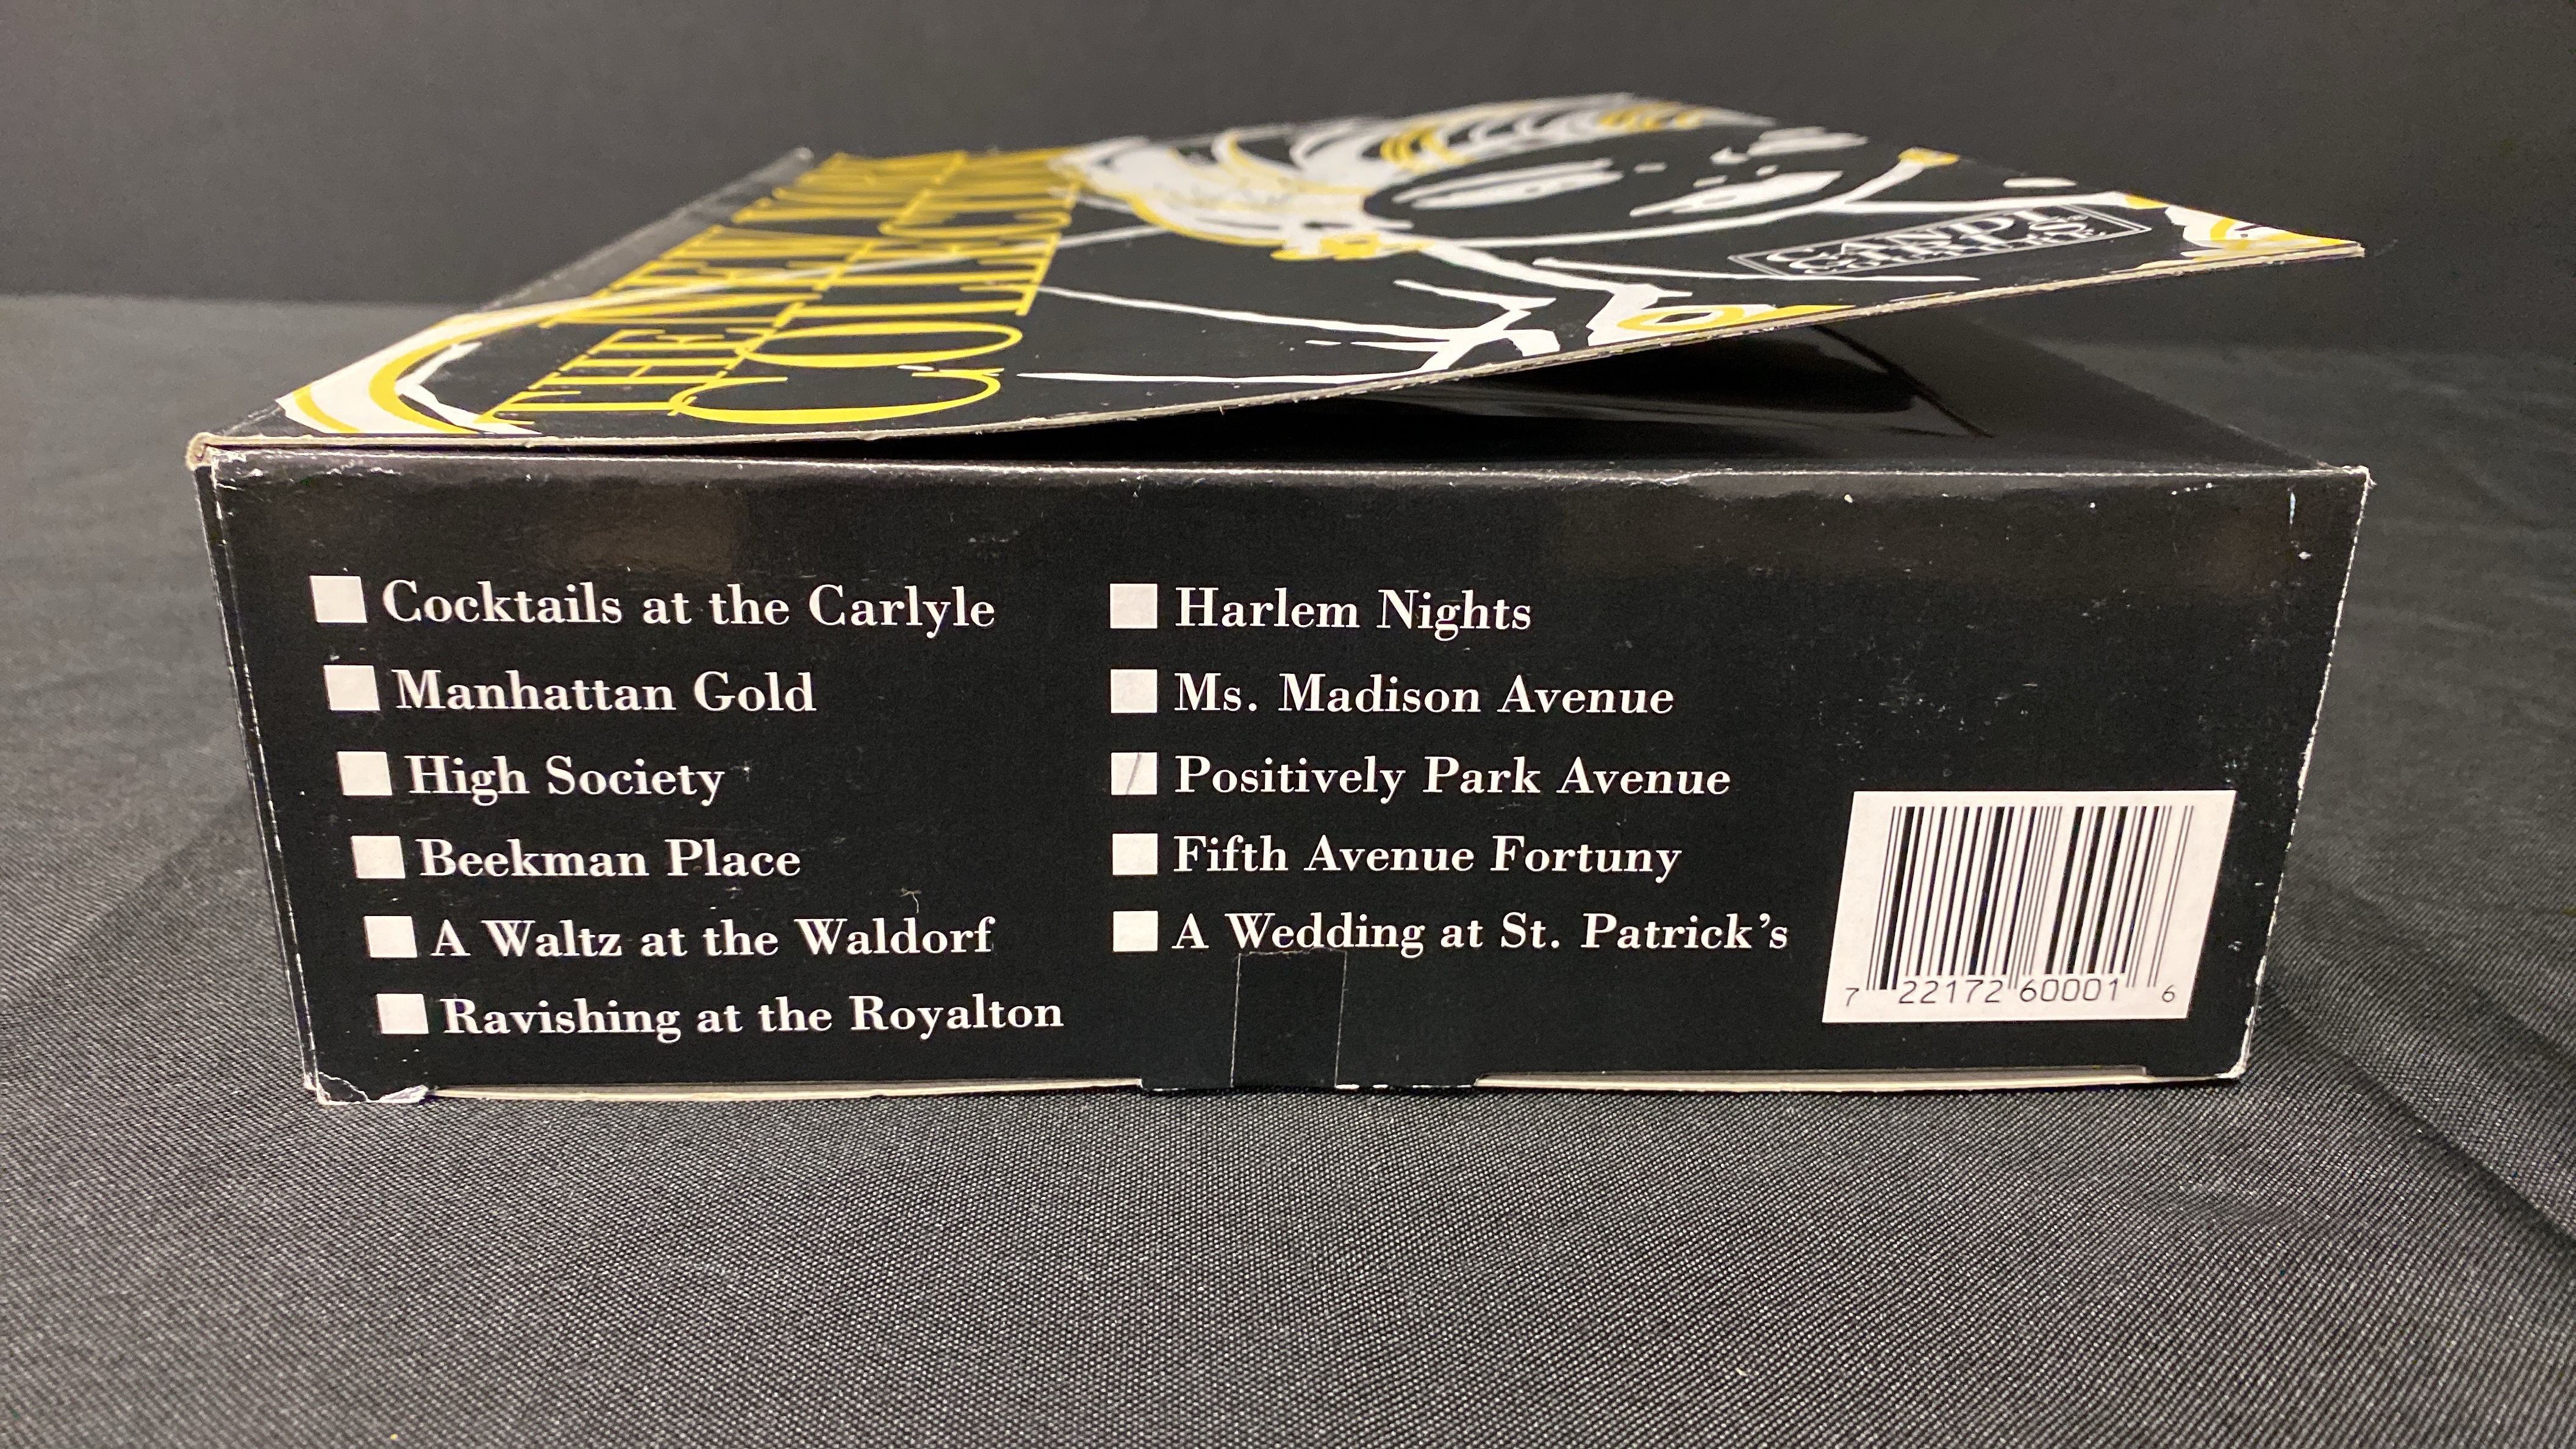 THE NEW YORK
COLLECTION
CANDI
GIRLS
Cocktails at the Carlyle
Manhattan Gold
High Society
Beekman Place
A Waltz at the Waldorf
Ravishing at the Royalton
Harlem Nights
Ms. Madison Avenue
Positively Park Avenue
Fifth Avenue Fortuny
A Wedding at St. Patrick's
7 22172 60001 6